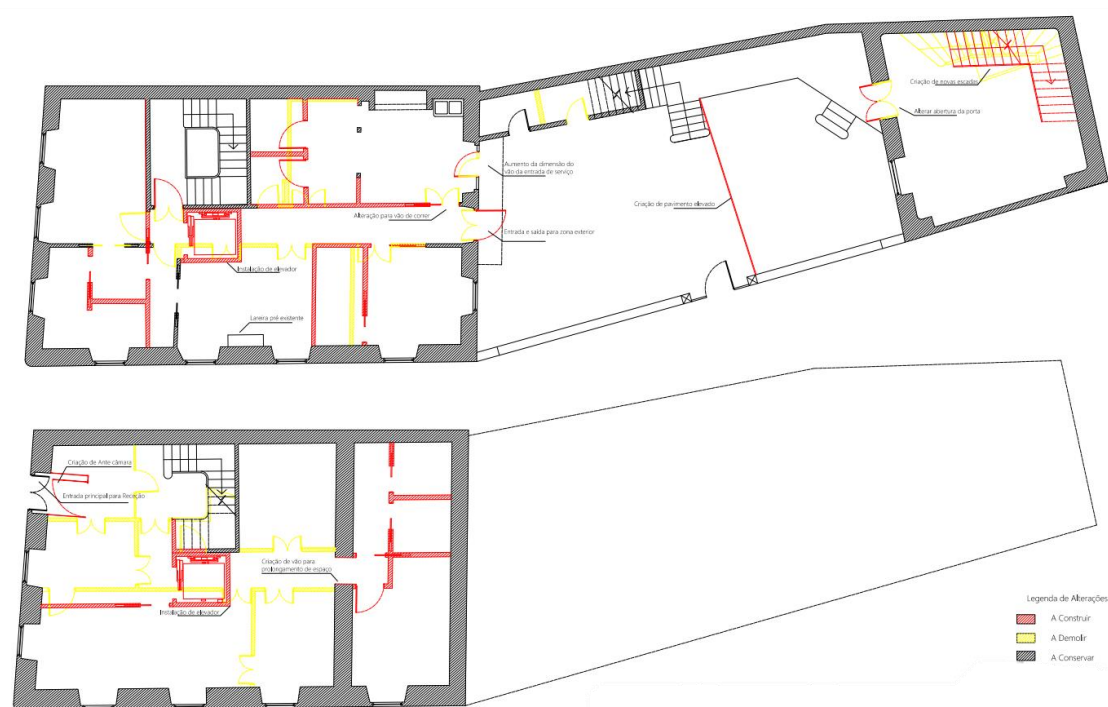 Criação de novas escadas
Alterar abertura da porta
Aumento da dimensão do
vão da entrada de serviço
Criação de pavimento elevado
Alteração para vão de correr
Entrada e saída para zona exterior
Instalação de elevador
Lareira pré-existente
Criação de Ante câmara
Entrada principal para Receção
Criação de vão para
prolongamento de espaço
Instalação de elevador
Legenda de Alterações
A Construir
A Demolir
A Conservar